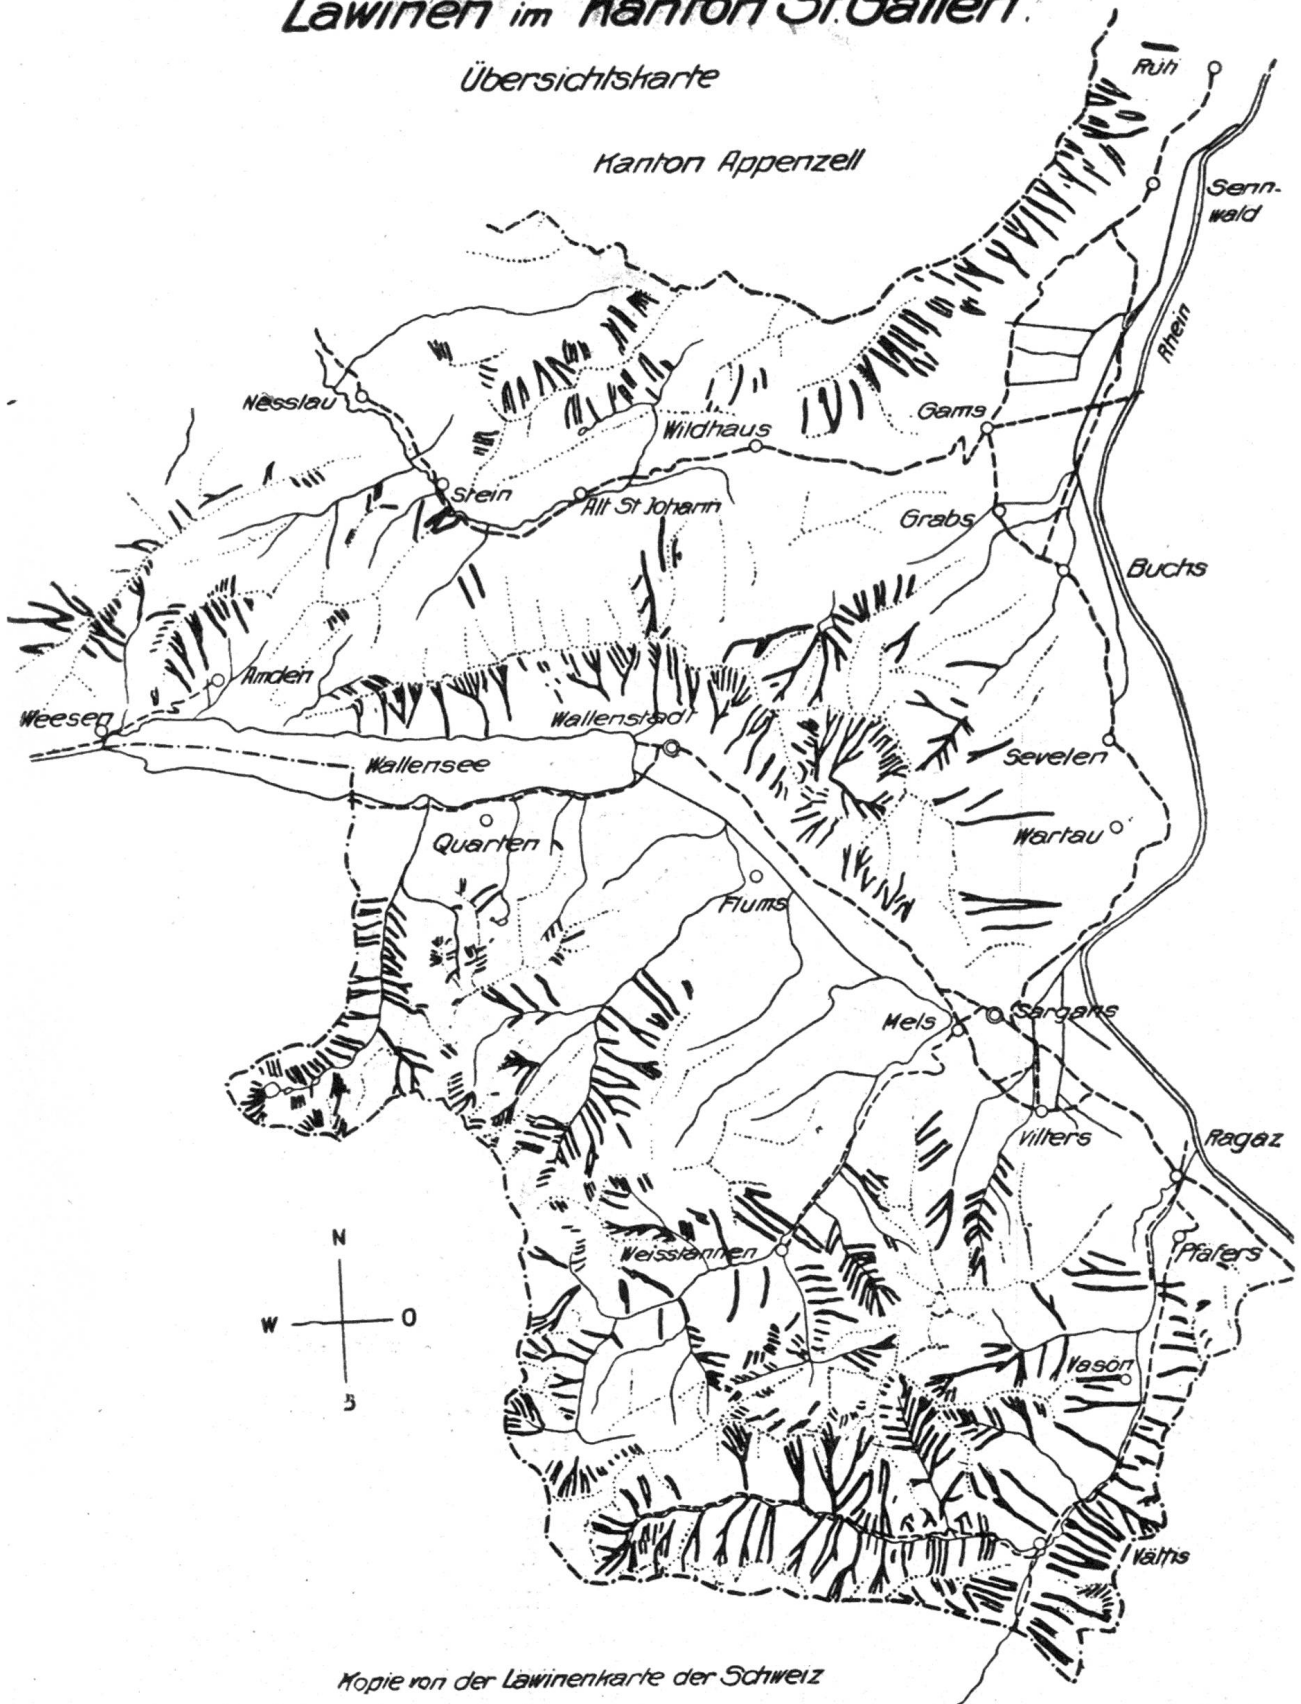 Lawinen im Kanton St. Gallen.
Übersichtskarte
Kanton Appenzell
Rüti
Senn-
wald
Rhein
Nesslau
Gams
Wildhaus
Stein
Alt St Johann
Grabs
Buchs
Amden
Weesen
Wallenstadt
Wallensee
Sevelen
Quarten
Wartau
Flums
Mels
Sargans
Vilters
Ragaz
N
W
O
S
Weisstannen
Pfäfers
Vasön
Vättis
Kopie von der Lawinenkarte der Schweiz